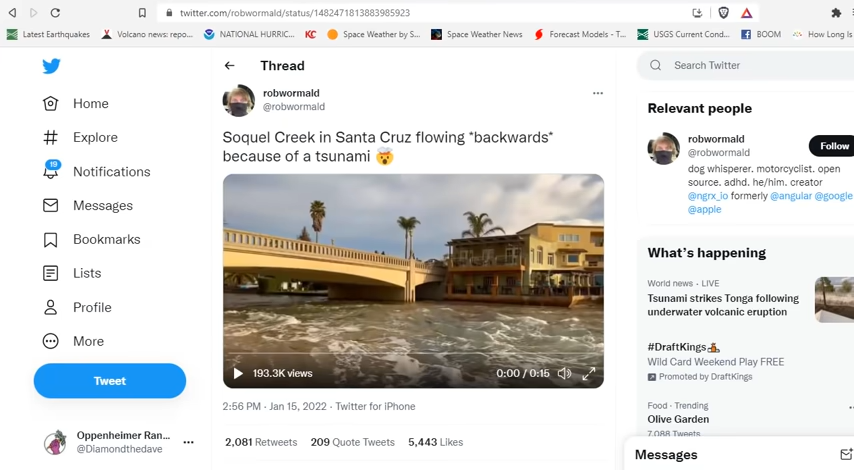 twitter.com/robwormald/status/1482471813883985923
Latest Earthquakes
Volcano news: repo...
NATIONAL HURRIC...
KC
Space Weather by S...
Space Weather News
Forecast Models - T...
USGS Current Cond...
BOOM
How Long Is
Home
Explore
19
Notifications
Messages
Bookmarks
Lists
Profile
More
Tweet
Oppenheimer Ran...
@Diamondthedave
Thread
robwormald
@robwormald
Soquel Creek in Santa Cruz flowing *backwards*
because of a tsunami 🤯
193.3K views
0:00 / 0:15
2:56 PM · Jan 15, 2022 · Twitter for iPhone
2,081 Retweets 209 Quote Tweets 5,443 Likes
Search Twitter
Relevant people
robwormald
@robwormald
Follow
dog whisperer. motorcyclist. open
source. adhd. he/him. creator
@ngrx_io formerly @angular @google
@apple
What's happening
World news · LIVE
Tsunami strikes Tonga following
underwater volcanic eruption
#DraftKings
Wild Card Weekend Play FREE
Promoted by DraftKings
Food · Trending
Olive Garden
7,088 Tweets
Messages